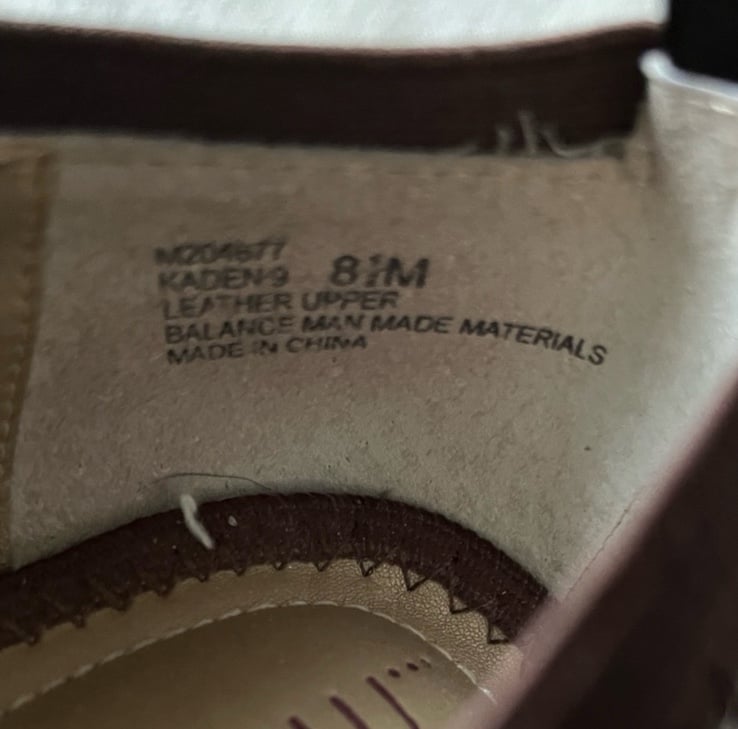 M204677
KADEN-9 8½M
LEATHER UPPER
BALANCE MAN MADE MATERIALS
MADE IN CHINA